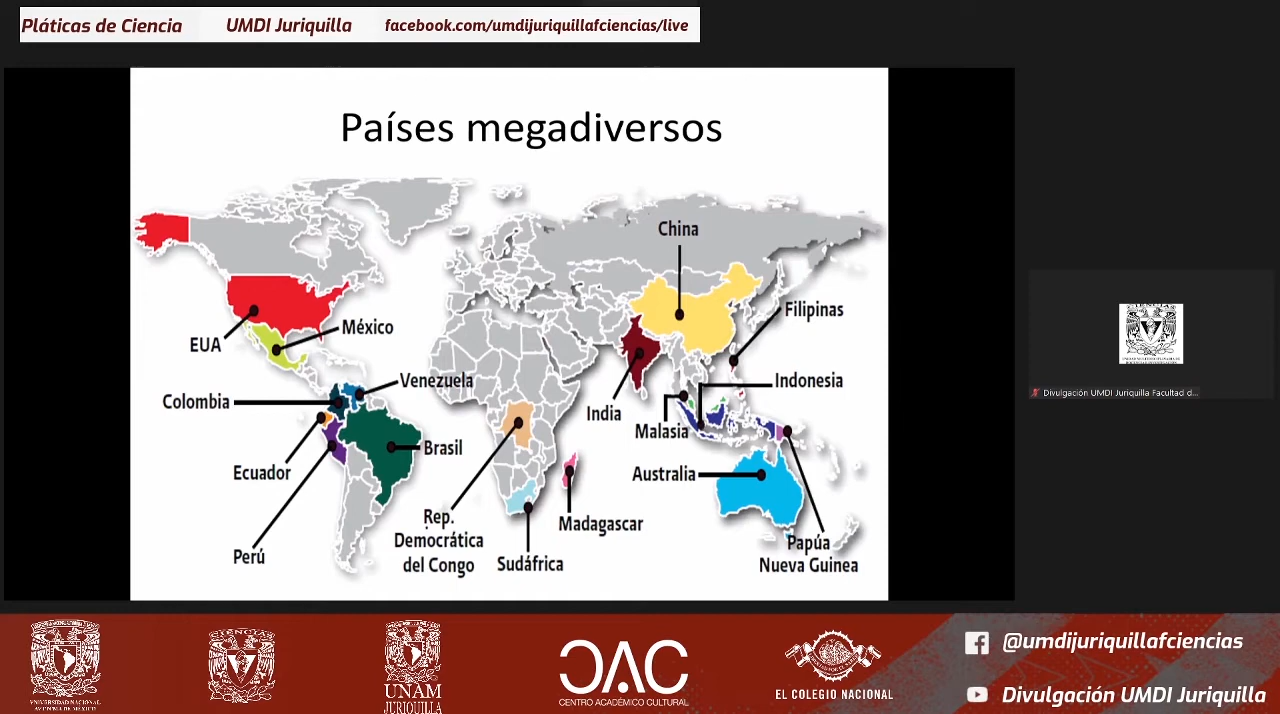 Pláticas de Ciencia UMDI Juriquilla facebook.com/umdijuriquillafciencias/live
Países megadiversos
China
Filipinas
EUA
México
Venezuela
Indonesia
Colombia
India
Malasia
Ecuador
Brasil
Australia
Rep.
Democrática
del Congo
Madagascar
Perú
Sudáfrica
Papúa
Nueva Guinea
Divulgación UMDI Juriquilla Facultad d...
CIENCIAS
UNAM
JURIQUILLA
CAC
CENTRO ACADÉMICO CULTURAL
EL COLEGIO NACIONAL
@umdijuriquillafciencias
Divulgación UMDI Juriquilla